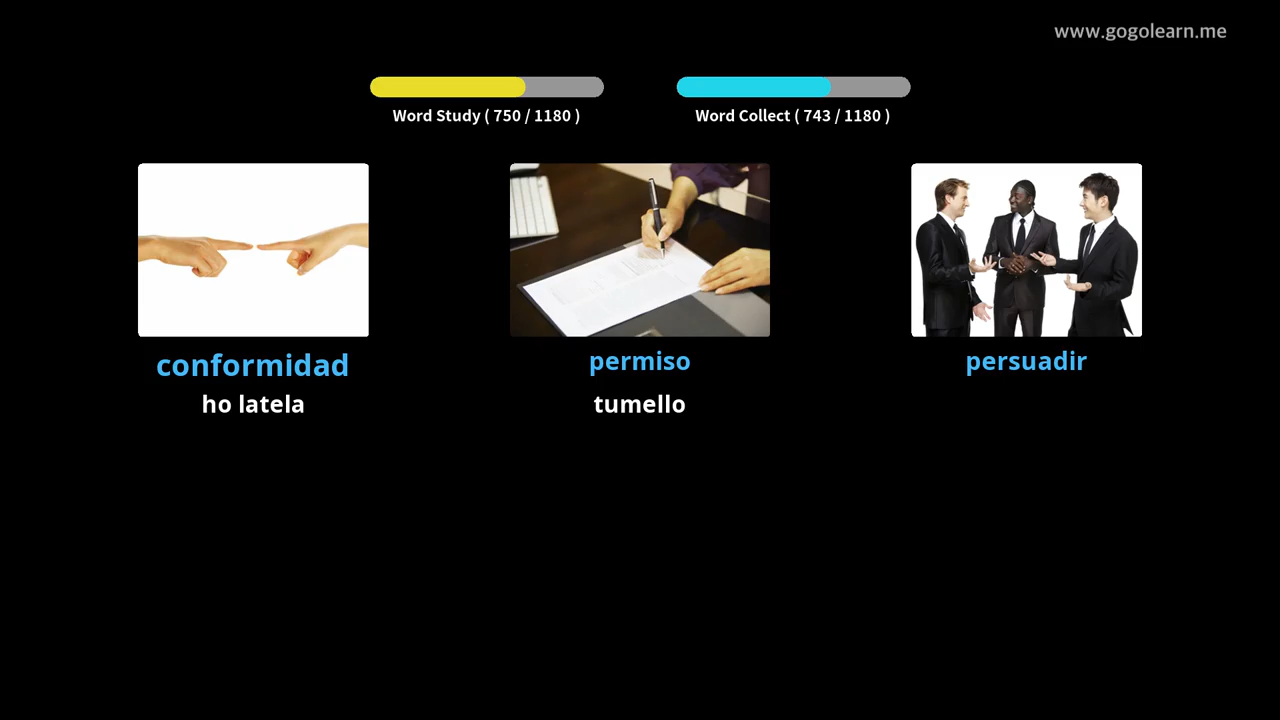 www.gogolearn.me
Word Study ( 750 / 1180 )
Word Collect ( 743 / 1180 )
conformidad
permiso
persuadir
ho latela
tumello